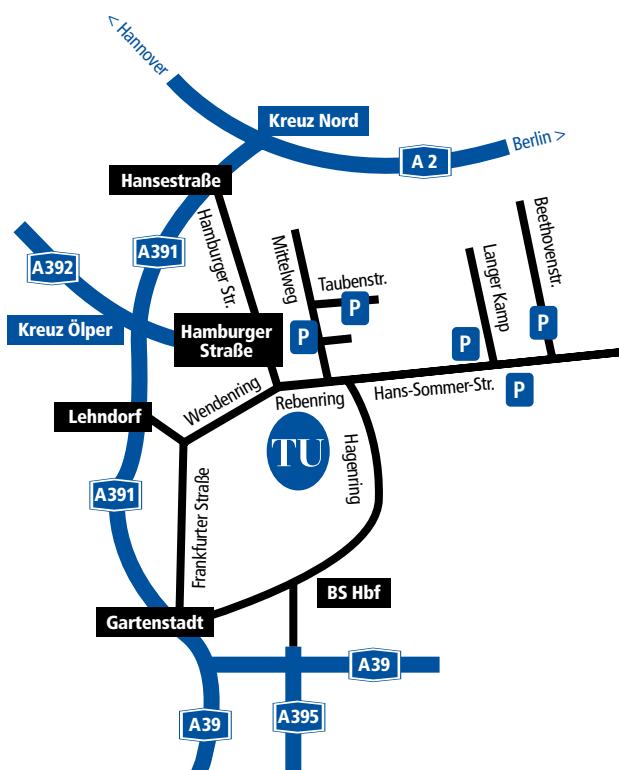 < Hannover
Kreuz Nord
Berlin >
A 2
Hansestraße
Hamburger Str.
Beethovenstr.
Mittelweg
Langer Kamp
A391
A392
Taubenstr.
P
P
P
P
Kreuz Ölper
Hamburger
Straße
Wendenring
Rebenring
Hans-Sommer-Str.
P
Lehndorf
TU
Hagenring
A391
Frankfurter Straße
BS Hbf
Gartenstadt
A39
A39
A395